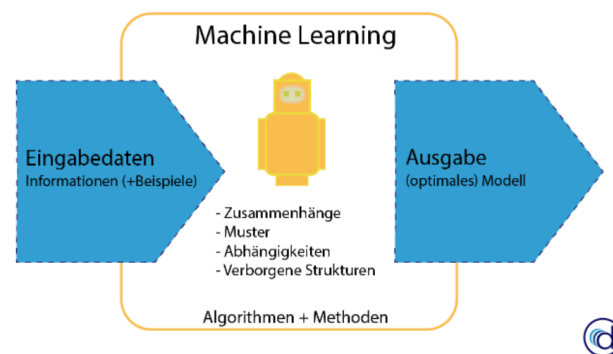 Machine Learning
Eingabedaten
Informationen (+Beispiele)
- Zusammenhänge
- Muster
- Abhängigkeiten
- Verborgene Strukturen
Algorithmen + Methoden
Ausgabe
(optimales) Modell
d